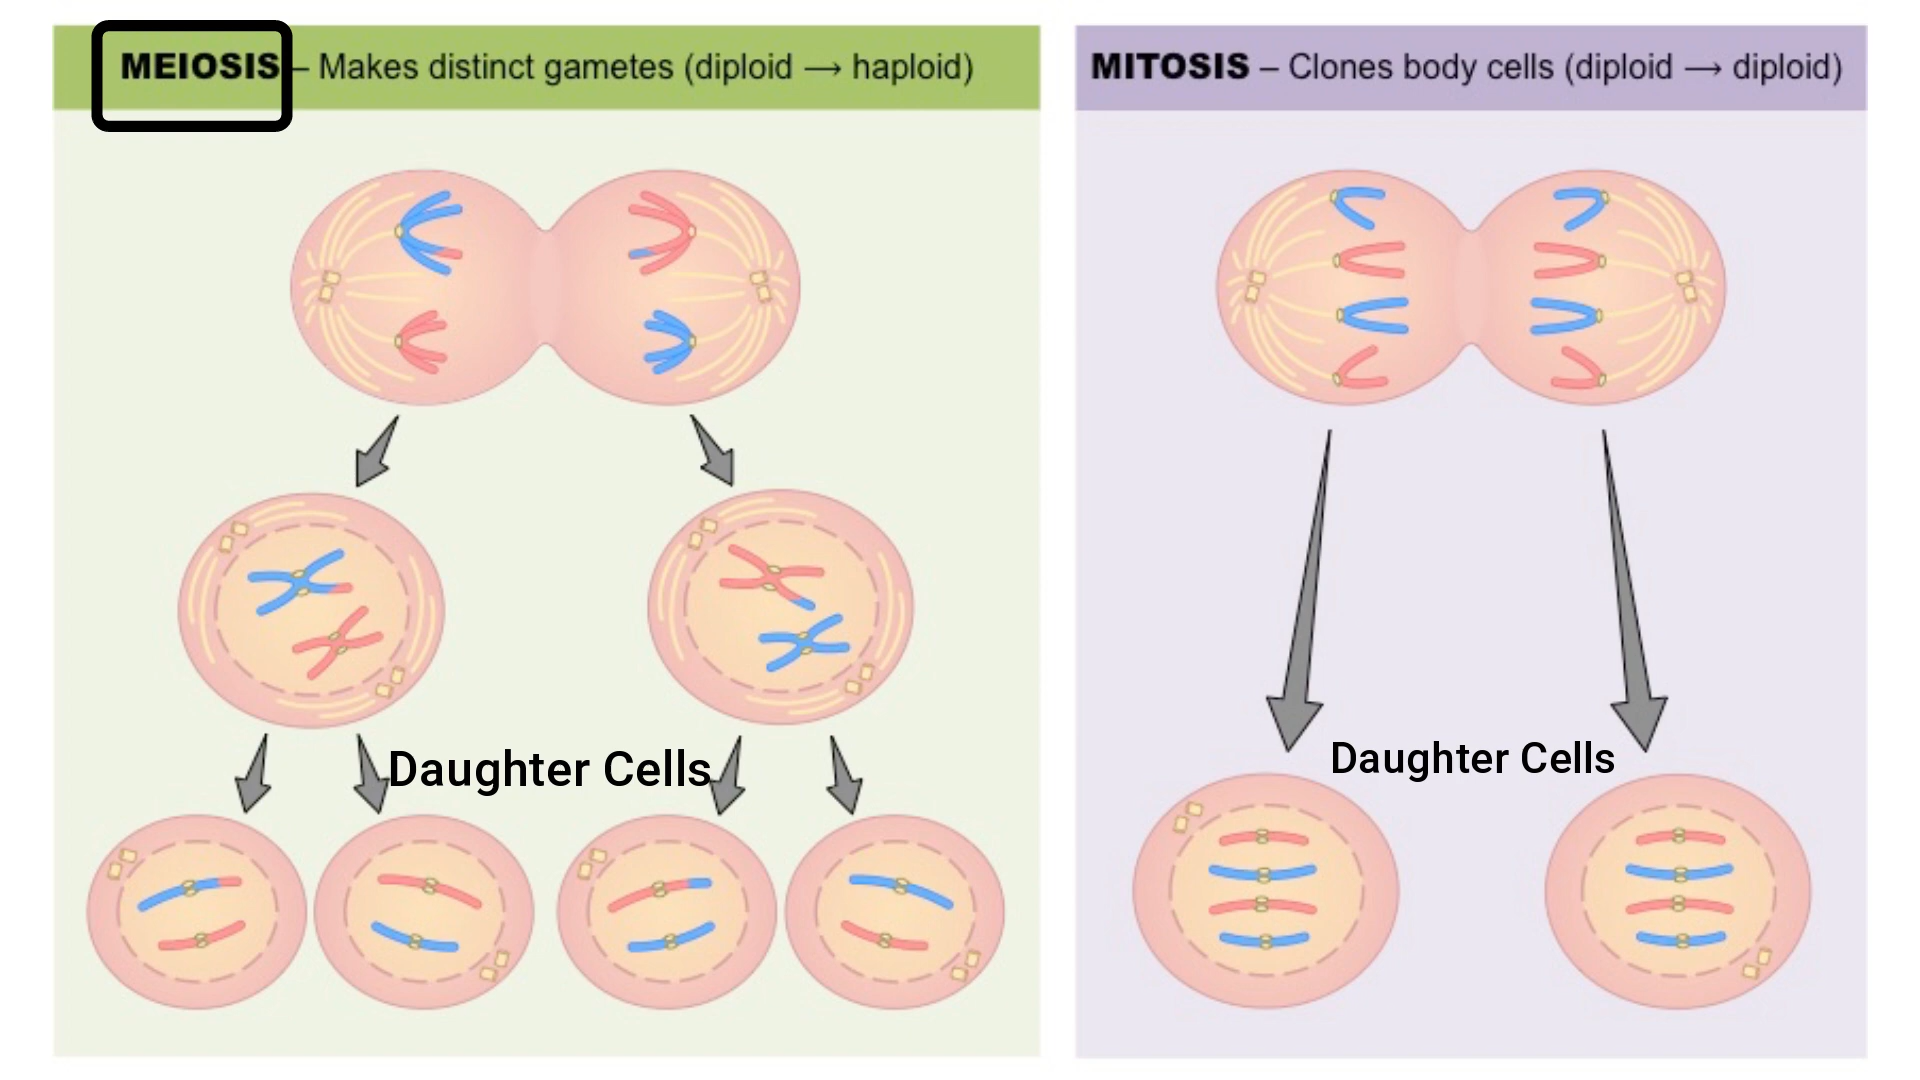 MEIOSIS – Makes distinct gametes (diploid → haploid)
MITOSIS – Clones body cells (diploid → diploid)
Daughter Cells
Daughter Cells